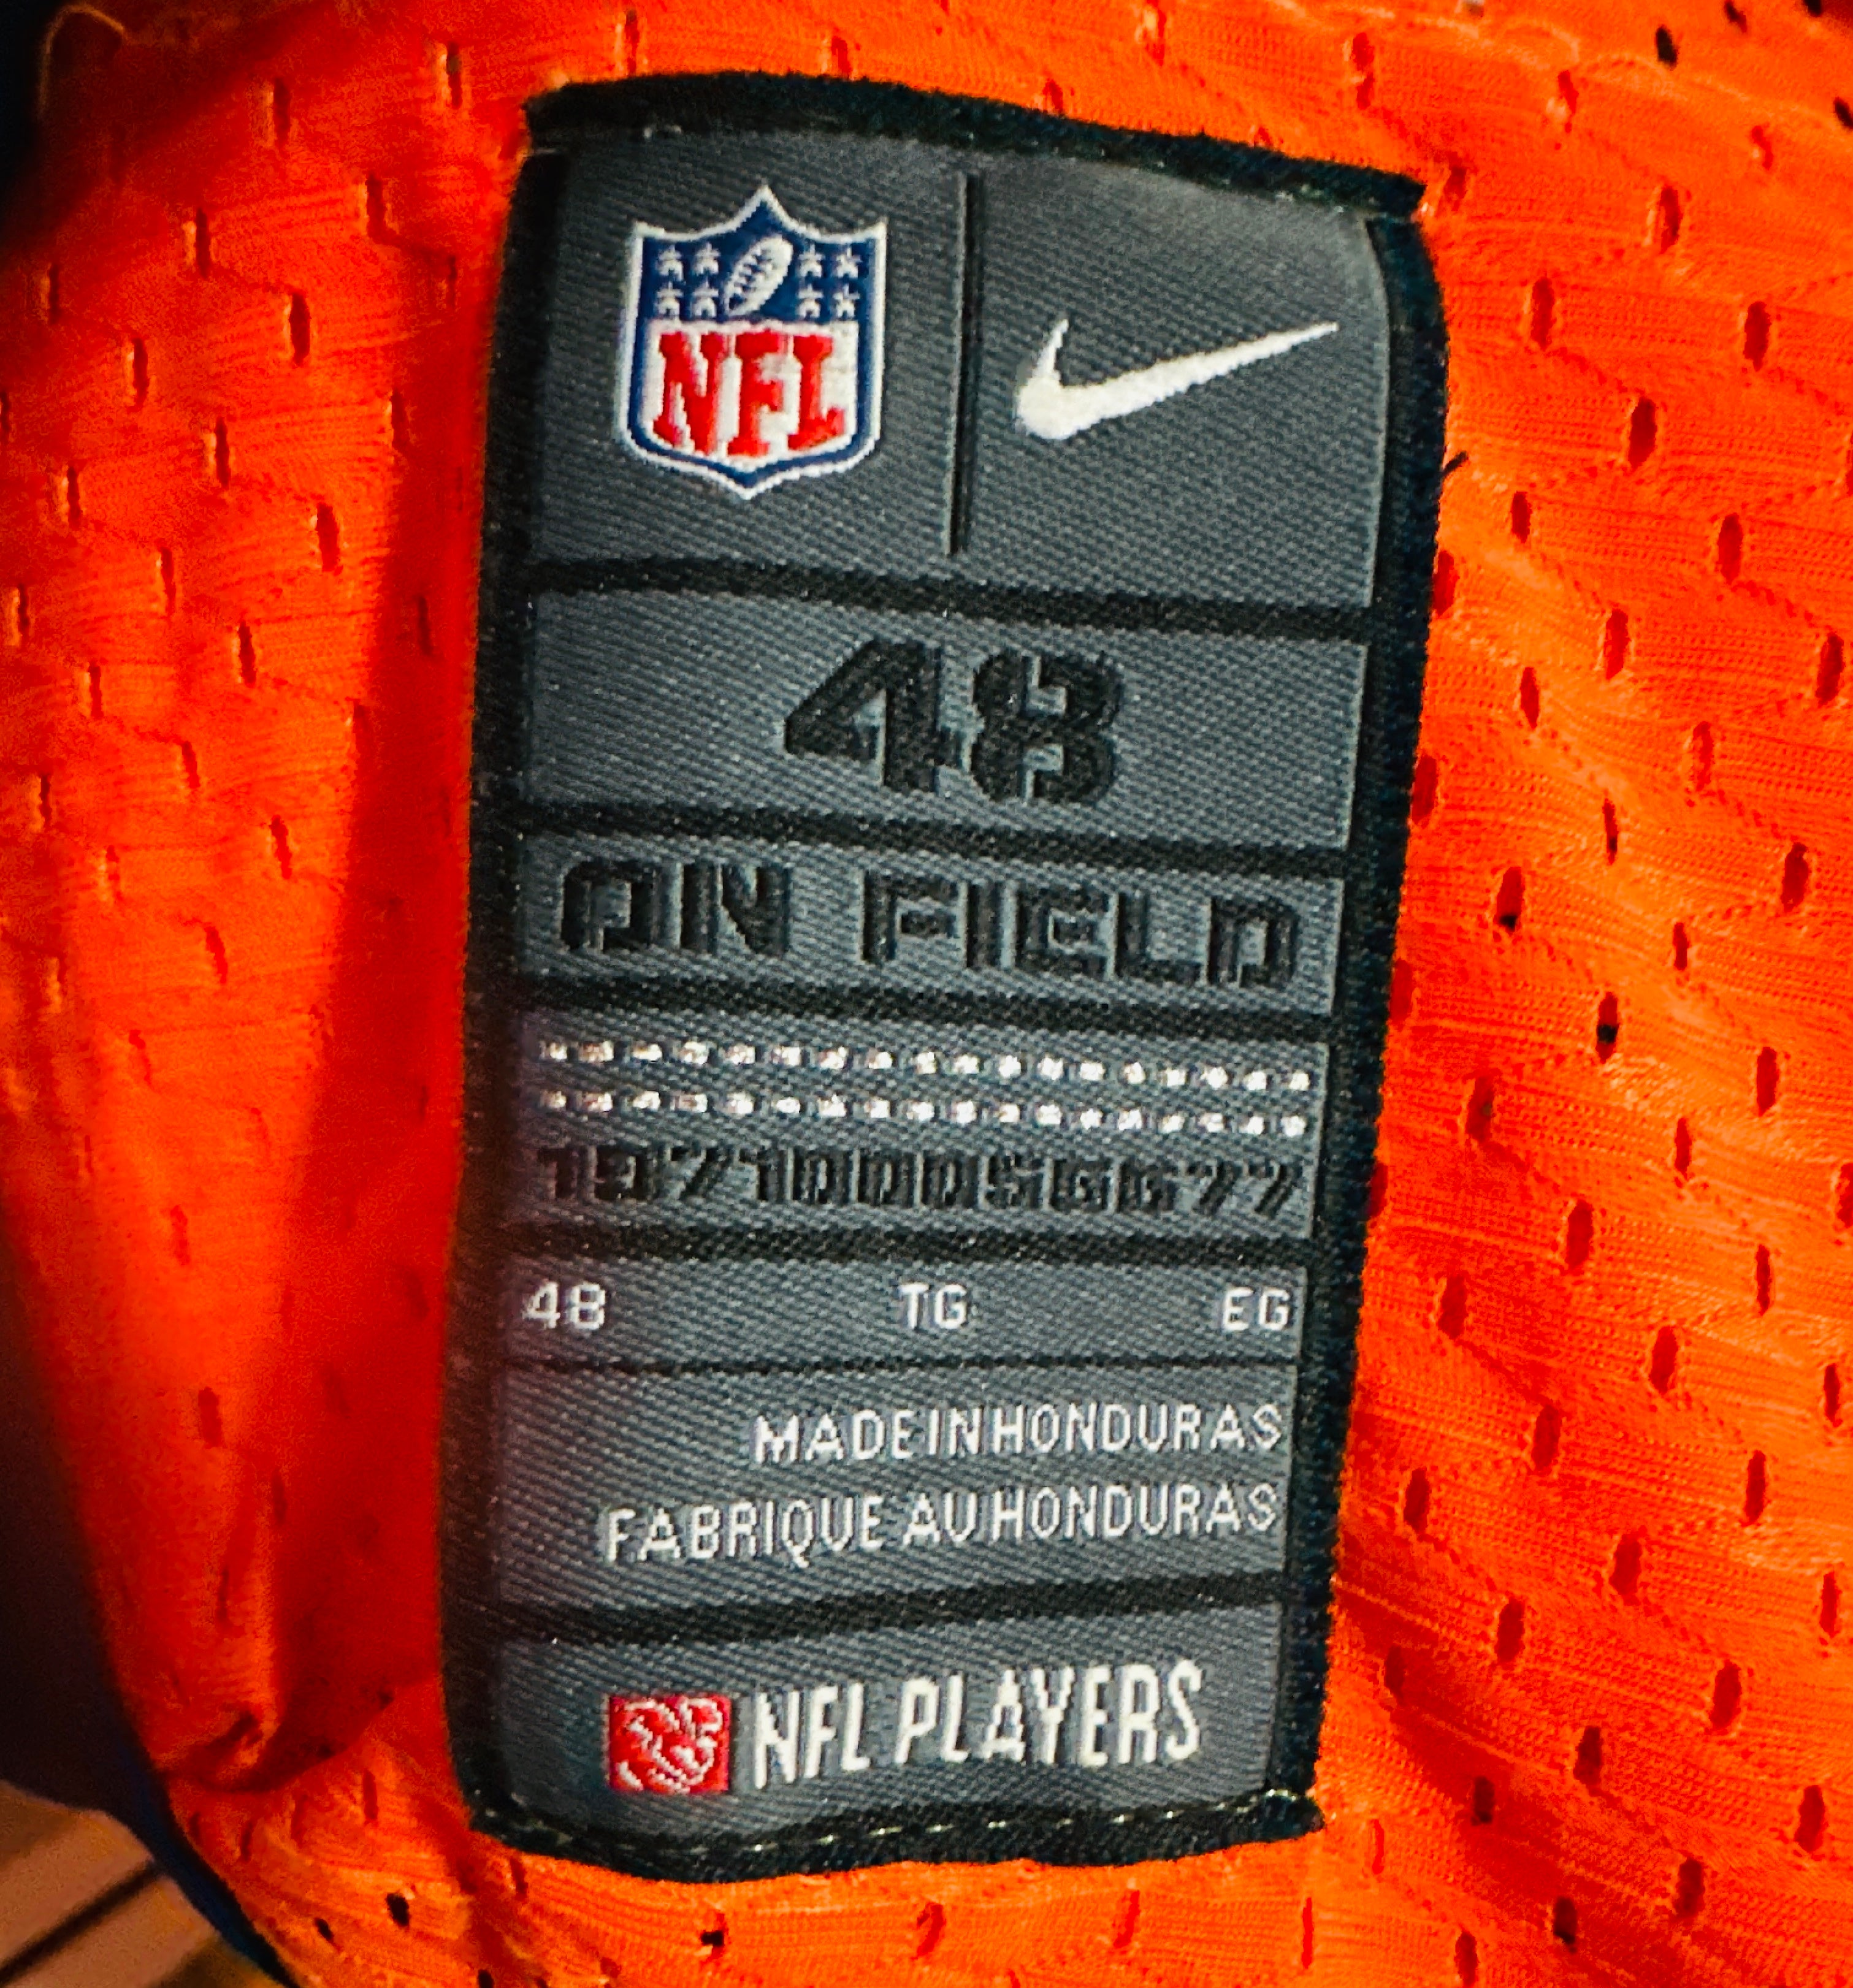 NFL
48
ON FIELD
48 TG EG
MADE IN HONDURAS
FABRIQUE AU HONDURAS
NFL PLAYERS